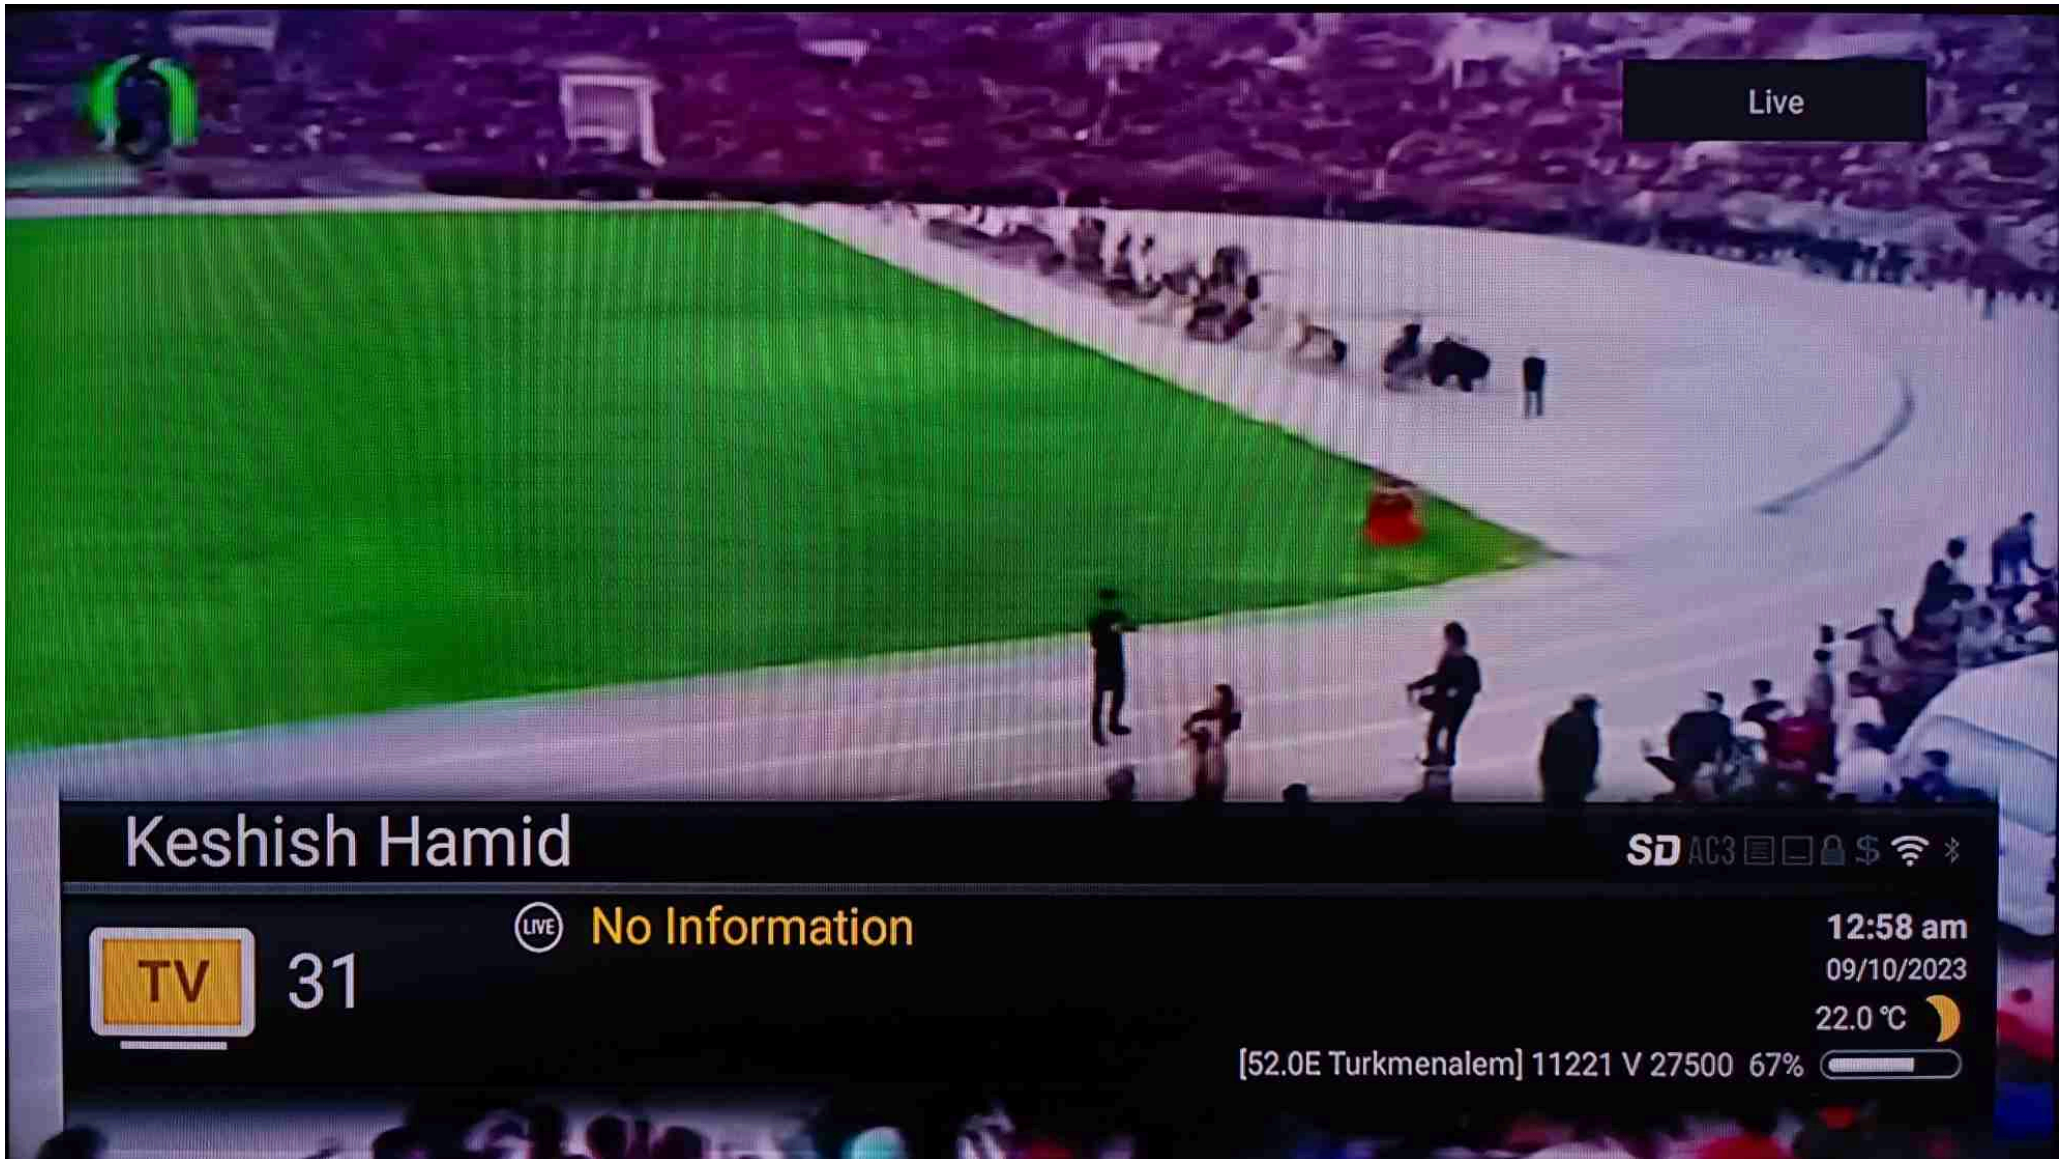 Live
Keshish Hamid
SD AC3 $
LIVE No Information
TV 31
12:58 am
09/10/2023
22.0 °C
[52.0E Turkmenalem] 11221 V 27500 67%